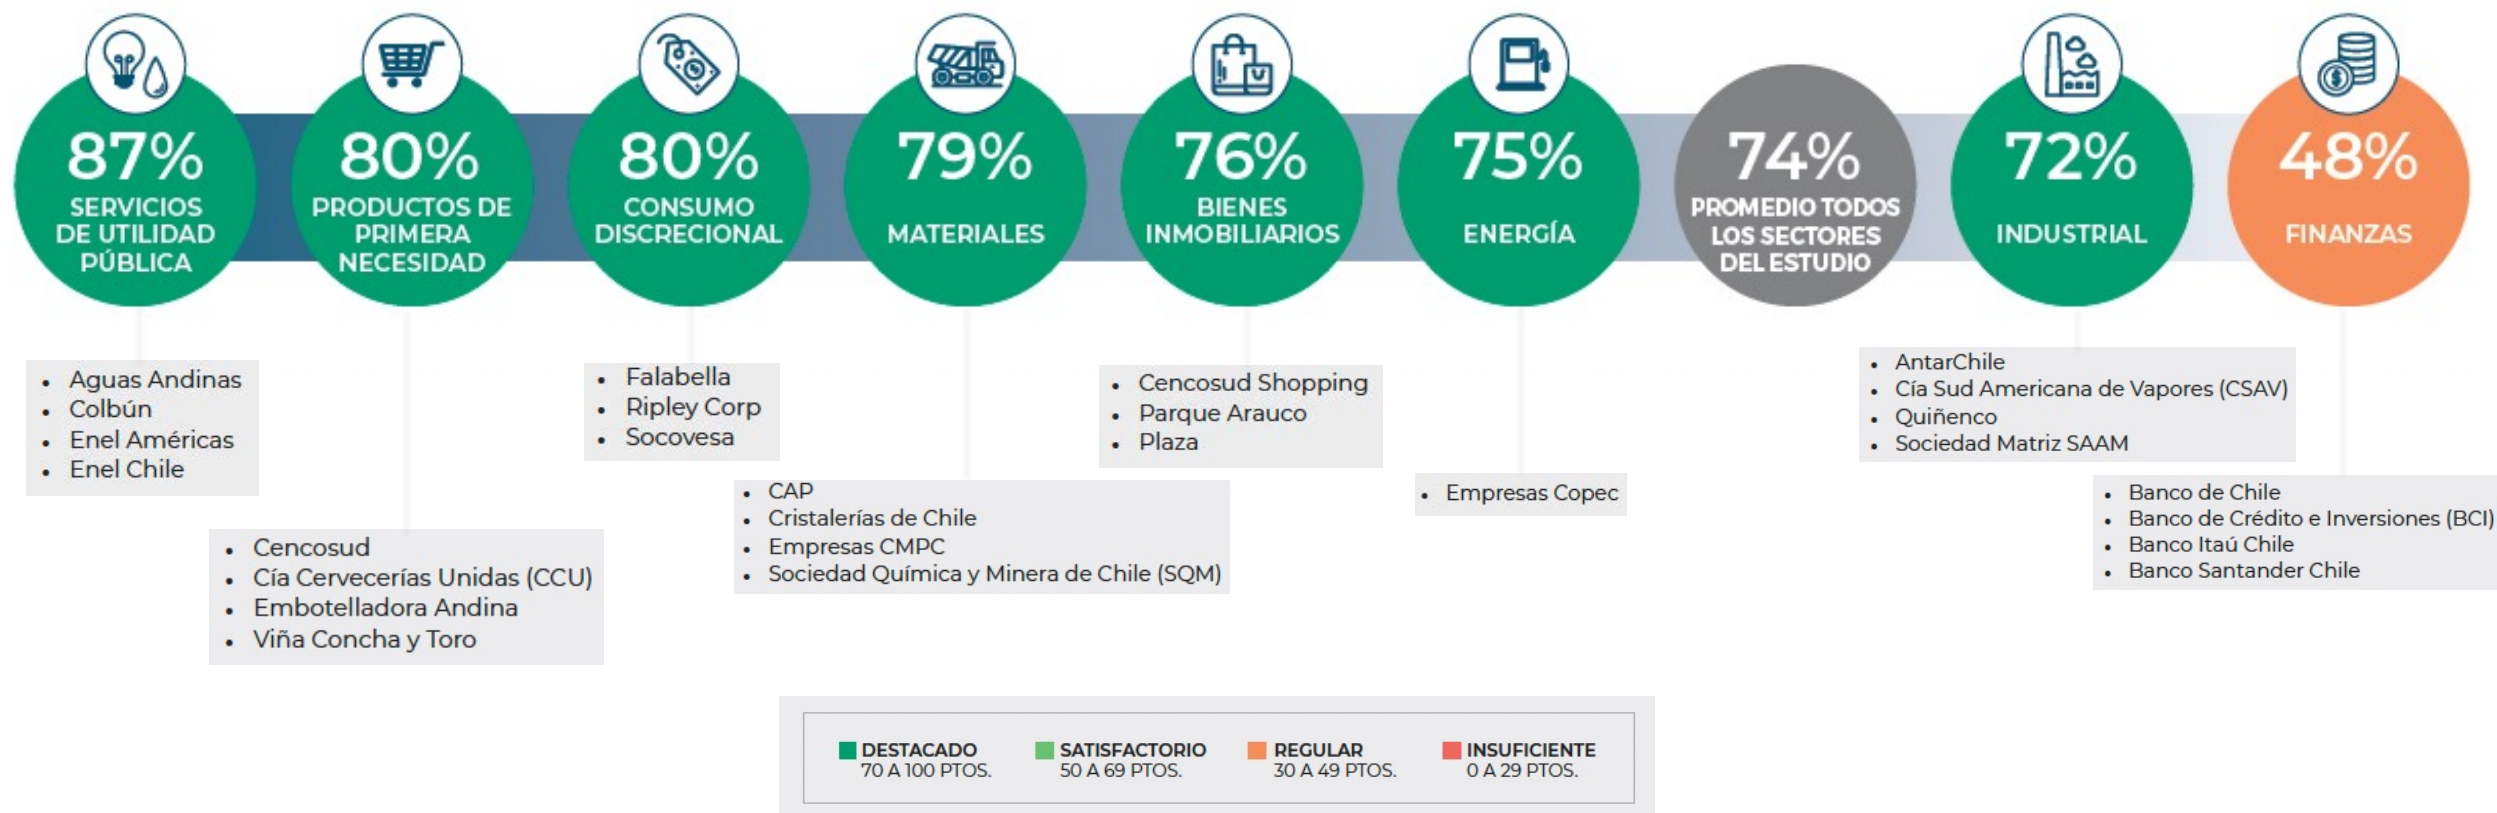 87%
SERVICIOS
DE UTILIDAD
PÚBLICA
80%
PRODUCTOS DE
PRIMERA
NECESIDAD
80%
CONSUMO
DISCRECIONAL
79%
MATERIALES
76%
BIENES
INMOBILIARIOS
75%
ENERGÍA
74%
PROMEDIO TODOS
LOS SECTORES
DEL ESTUDIO
72%
INDUSTRIAL
48%
FINANZAS
• Aguas Andinas
• Colbún
• Enel Américas
• Enel Chile
• Cencosud
• Cía Cervecerías Unidas (CCU)
• Embotelladora Andina
• Viña Concha y Toro
• Falabella
• Ripley Corp
• Socovesa
• CAP
• Cristalerías de Chile
• Empresas CMPC
• Sociedad Química y Minera de Chile (SQM)
• Cencosud Shopping
• Parque Arauco
• Plaza
• Empresas Copec
• AntarChile
• Cía Sud Americana de Vapores (CSAV)
• Quiñenco
• Sociedad Matriz SAAM
• Banco de Chile
• Banco de Crédito e Inversiones (BCI)
• Banco Itaú Chile
• Banco Santander Chile
DESTACADO
70 A 100 PTOS.
SATISFACTORIO
50 A 69 PTOS.
REGULAR
30 A 49 PTOS.
INSUFICIENTE
0 A 29 PTOS.